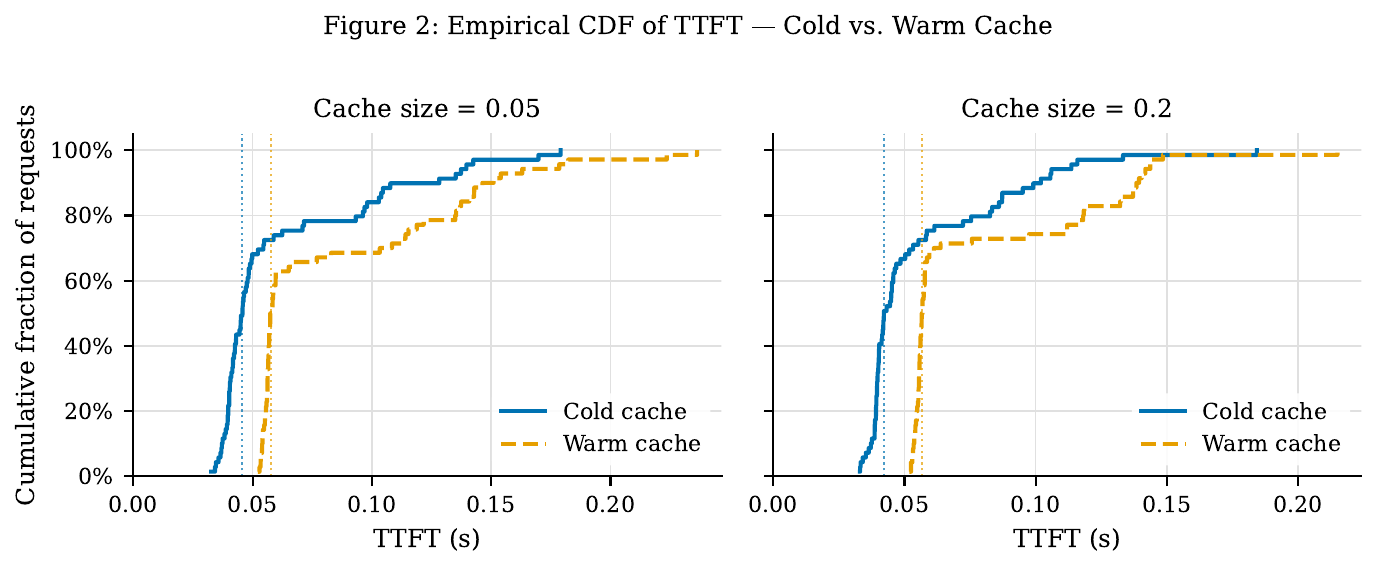 Figure 2: Empirical CDF of TTFT — Cold vs. Warm Cache
Cache size = 0.05
Cumulative fraction of requests
100%
80%
60%
40%
20%
0%
Cold cache
Warm cache
0.00 0.05 0.10 0.15 0.20
TTFT (s)
Cache size = 0.2
Cold cache
Warm cache
0.00 0.05 0.10 0.15 0.20
TTFT (s)